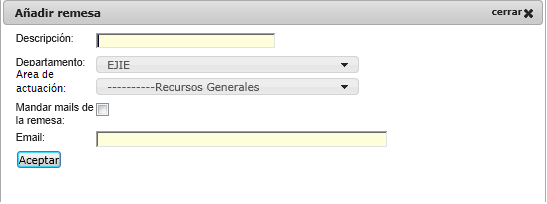 Añadir remesa cerrar
Descripción:
Departamento: EJIE
Area de
actuación: ----------Recursos Generales
Mandar mails de
la remesa:
Email:
Aceptar